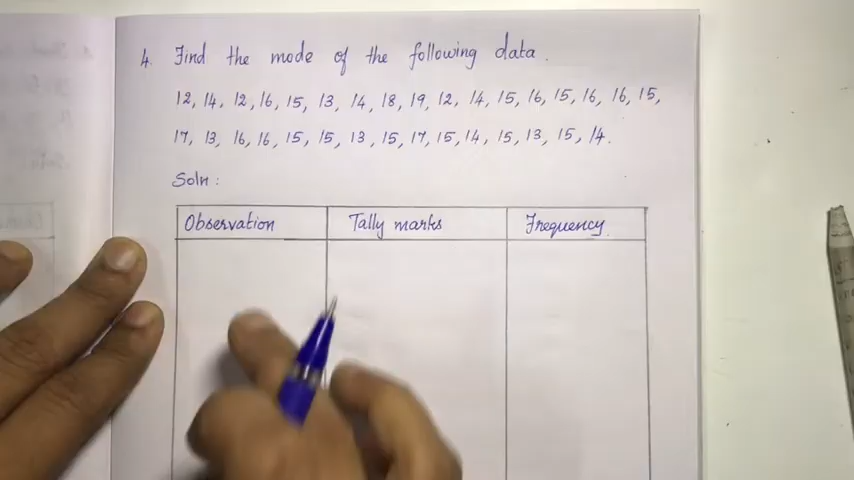 4. Find the mode of the following data.
12, 14, 12, 16, 15, 13, 14, 18, 19, 12, 14, 15, 16, 15, 16, 16, 15,
17, 13, 16, 16, 15, 15, 13, 15, 17, 15, 14, 15, 13, 15, 14.
Soln :
Observation Tally marks Frequency